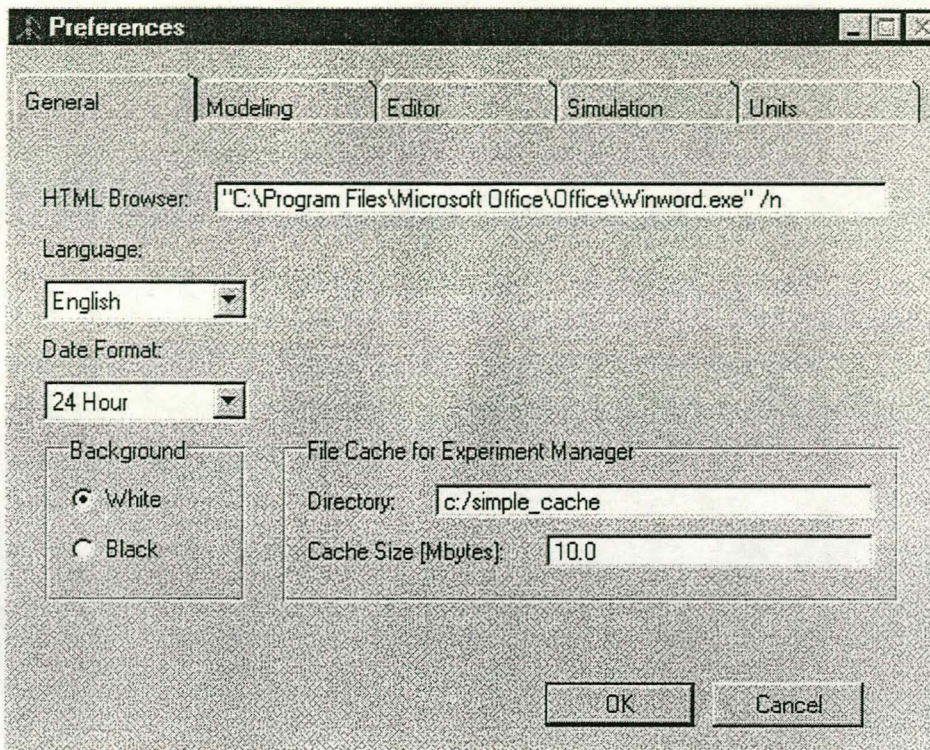 Preferences
General Modeling Editor Simulation Units
HTML Browser: "C:\Program Files\Microsoft Office\Office\Winword.exe" /n
Language:
English
Date Format:
24 Hour
Background
White
Black
File Cache for Experiment Manager
Directory: c:/simple_cache
Cache Size [Mbytes]: 10.0
OK Cancel